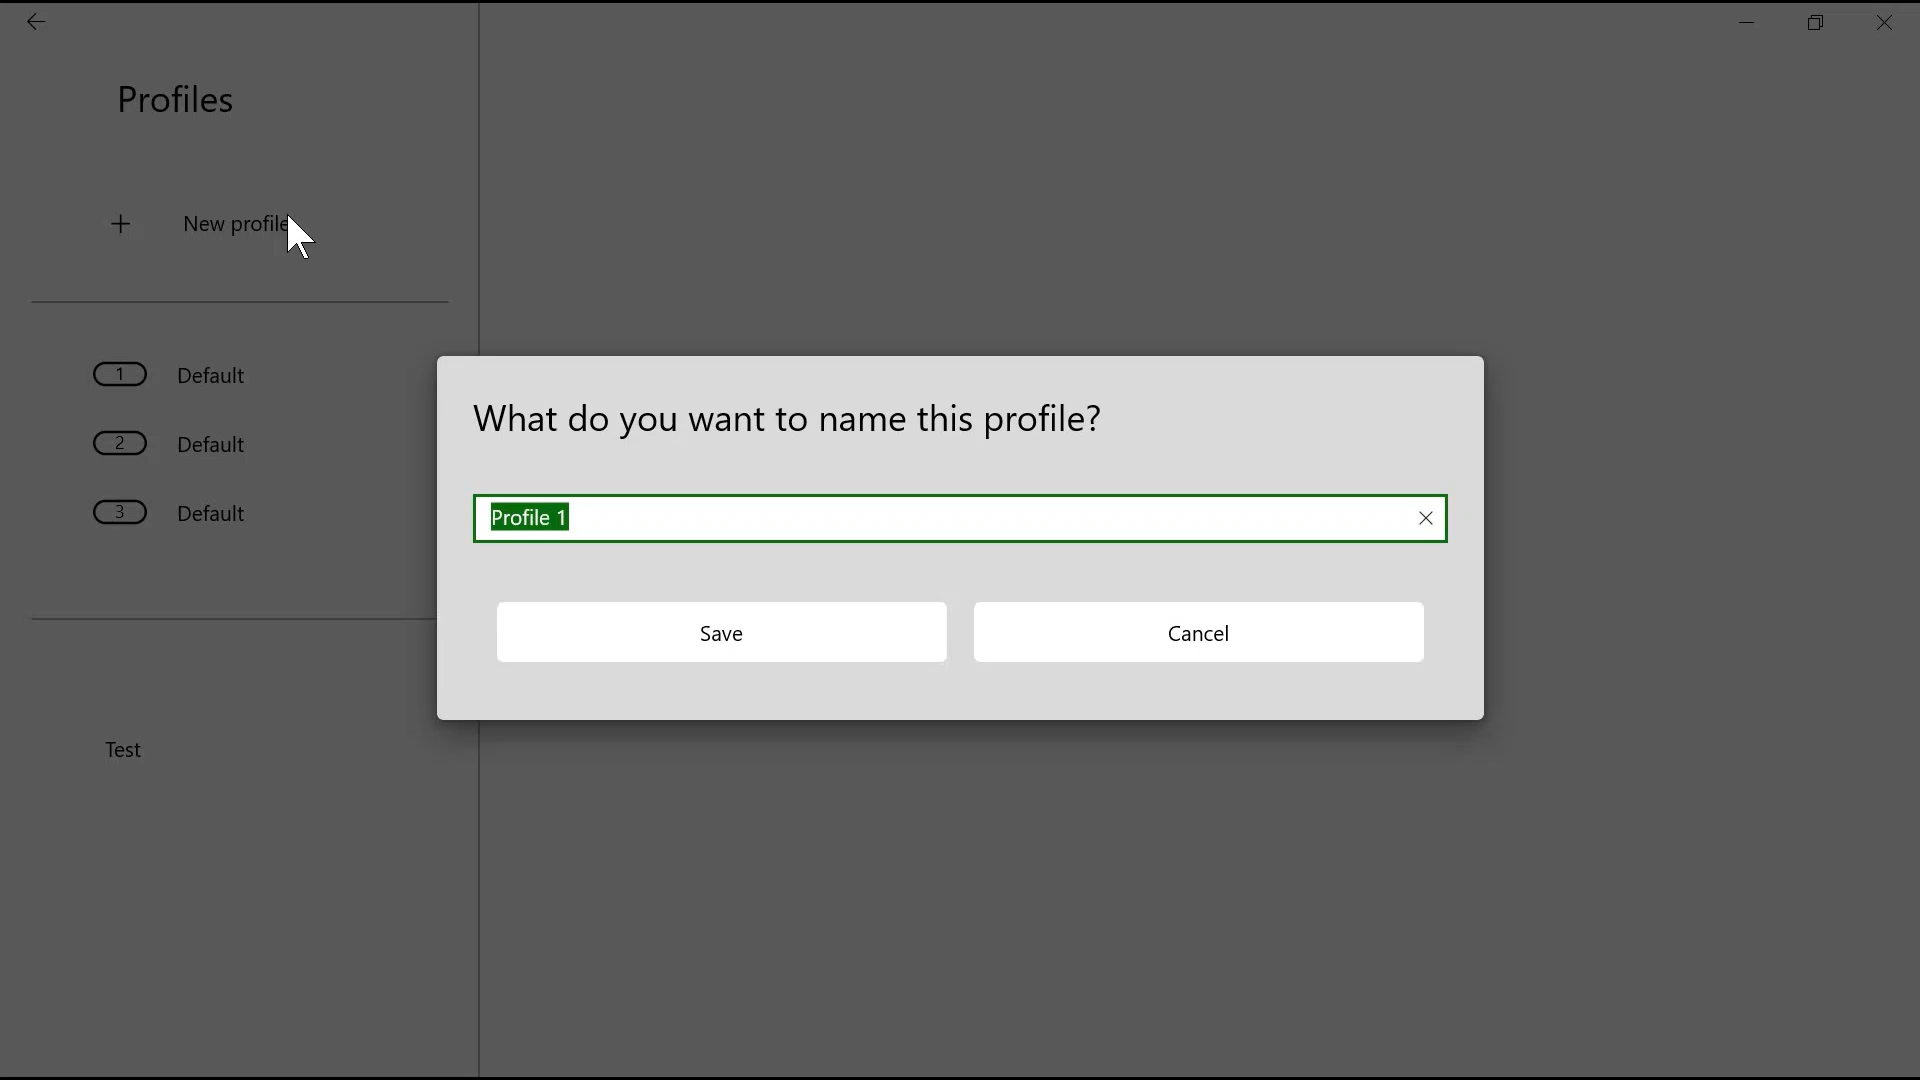 Profiles
New profile
1 Default
2 Default
3 Default
Test
What do you want to name this profile?
Profile 1
Save Cancel